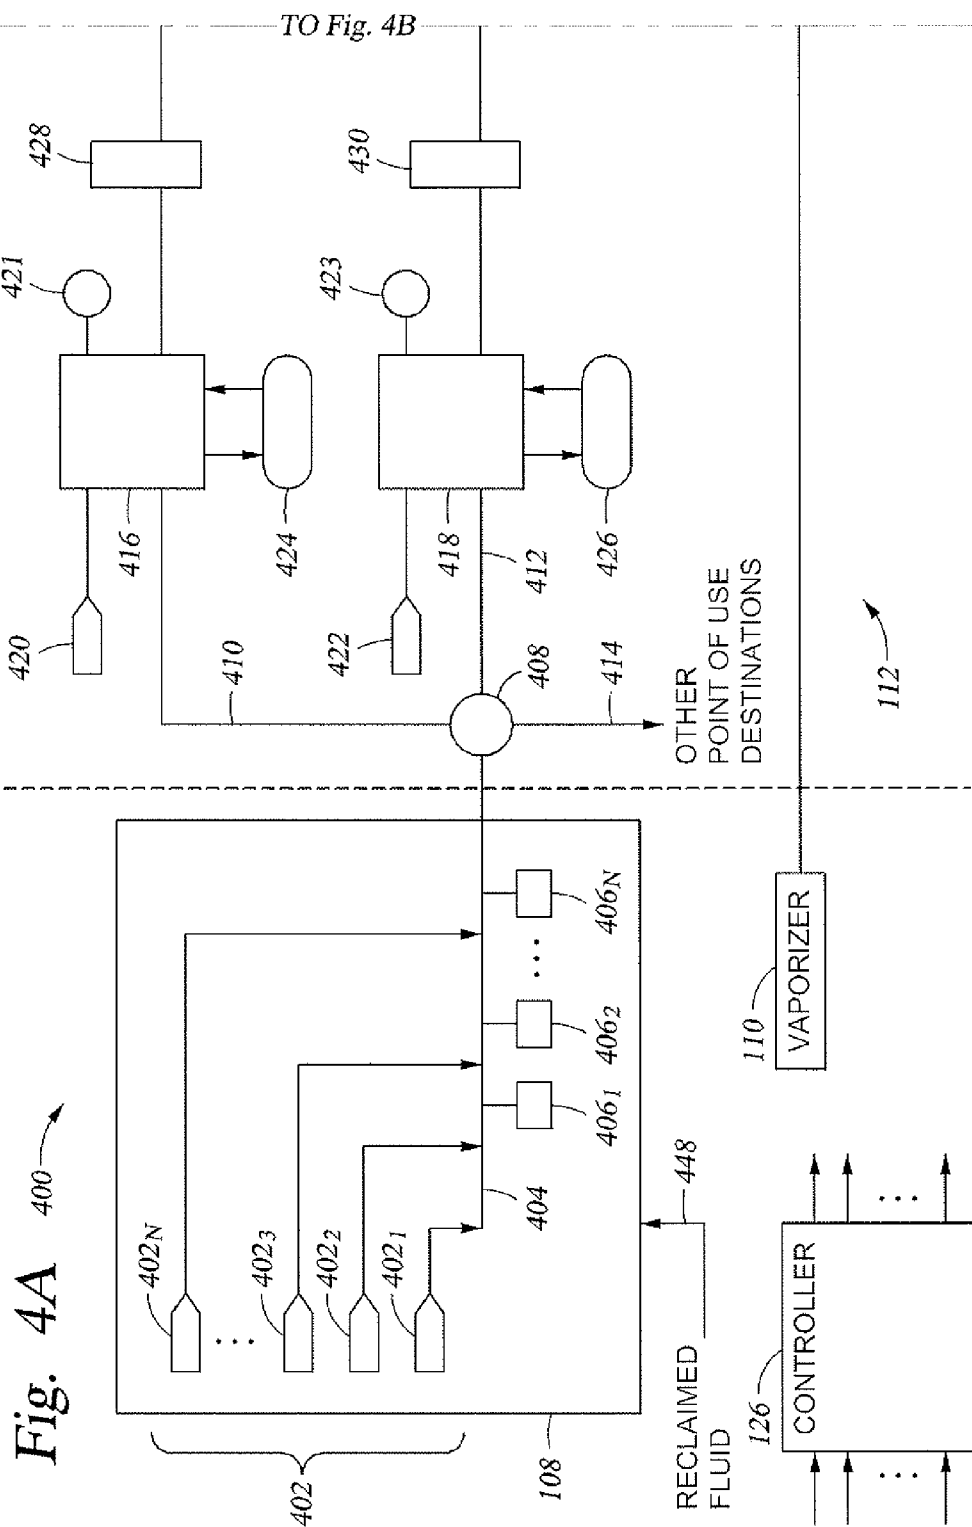 Fig. 4A
400
TO Fig. 4B
402
402N
4023
4022
4021
108
404
4061
4062
406N
• • •
• • •
RECLAIMED
FLUID
448
408
410
412
414
OTHER
POINT OF USE
DESTINATIONS
420
416
421
424
428
422
418
423
426
430
112
110
VAPORIZER
126
CONTROLLER
• • •
• • •